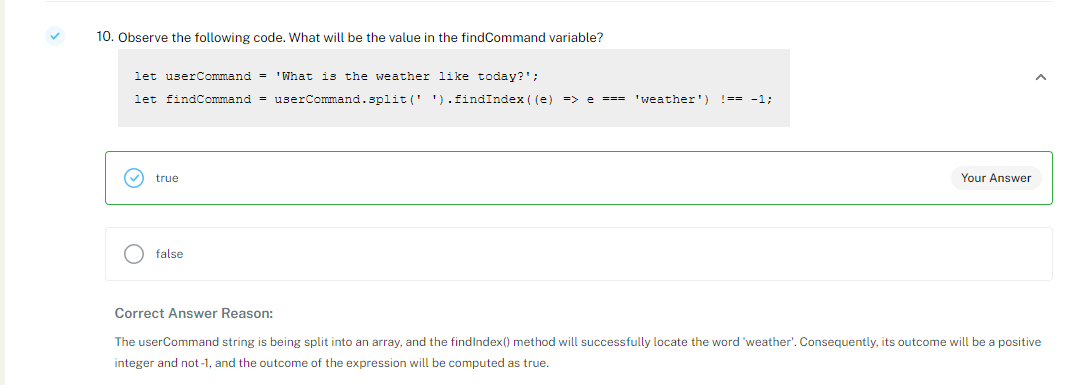 10. Observe the following code. What will be the value in the findCommand variable?
let userCommand = 'What is the weather like today?';
let findCommand = userCommand.split(' ').findIndex((e) => e === 'weather') !== -1;
true
Your Answer
false
Correct Answer Reason:
The userCommand string is being split into an array, and the findIndex() method will successfully locate the word 'weather'. Consequently, its outcome will be a positive
integer and not -1, and the outcome of the expression will be computed as true.